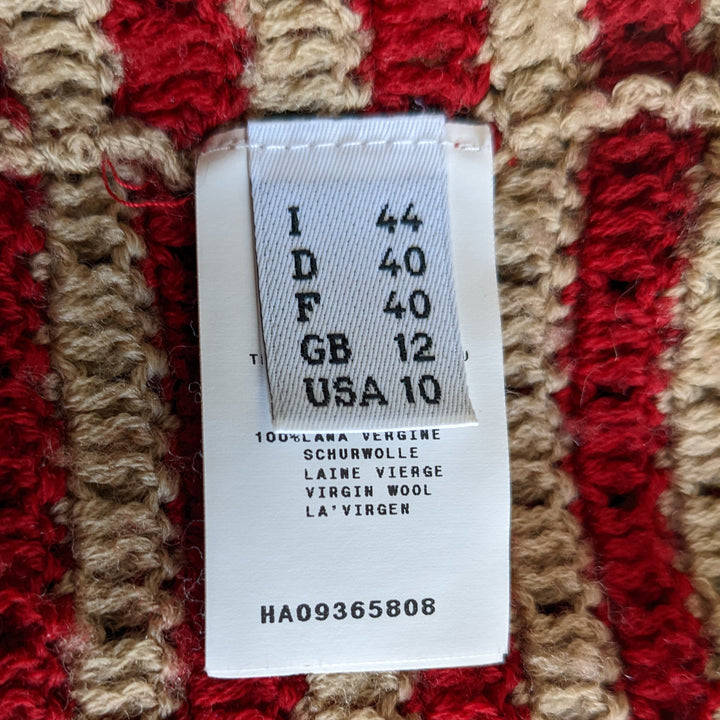 I 44
D 40
F 40
GB 12
USA 10
100%LANA VERGINE
SCHURWOLLE
LAINE VIERGE
VIRGIN WOOL
LA'VIRGEN
HA09365808